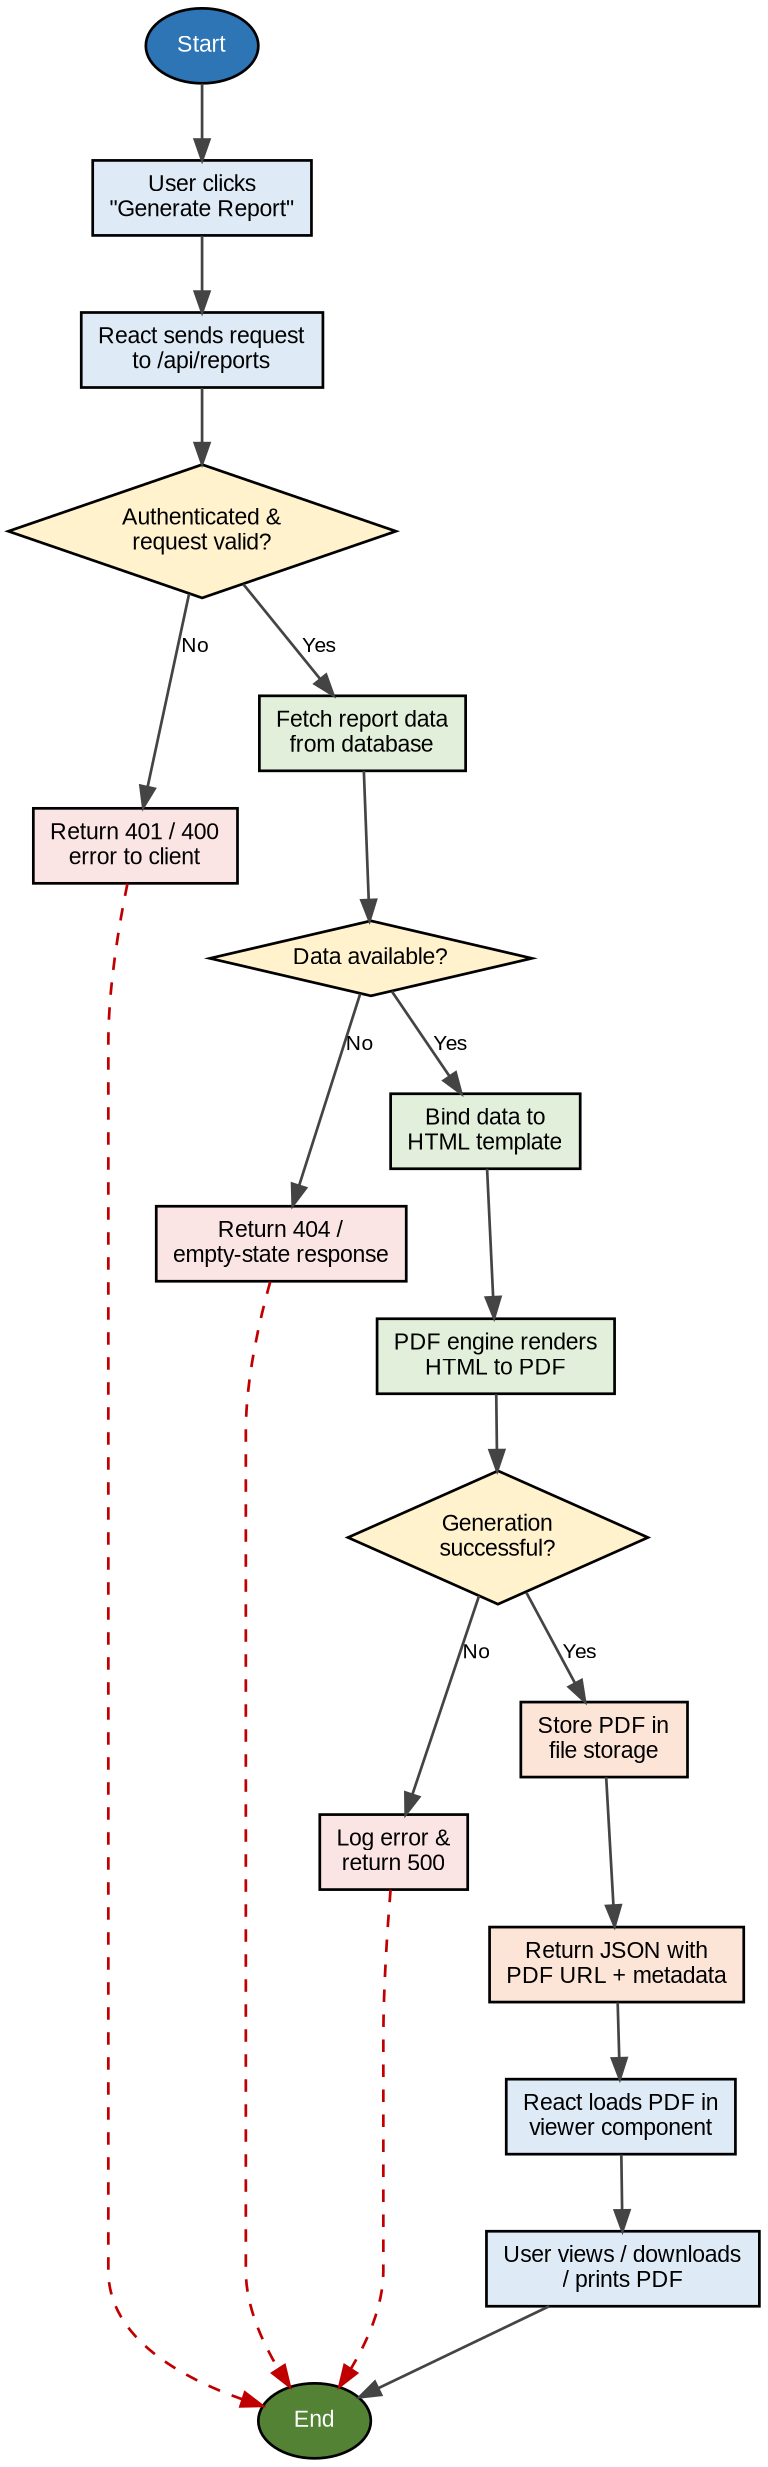 Start
User clicks
"Generate Report"
React sends request
to /api/reports
Authenticated &
request valid?
No
Yes
Fetch report data
from database
Return 401 / 400
error to client
Data available?
No
Yes
Bind data to
HTML template
Return 404 /
empty-state response
PDF engine renders
HTML to PDF
Generation
successful?
No
Yes
Store PDF in
file storage
Log error &
return 500
Return JSON with
PDF URL + metadata
React loads PDF in
viewer component
User views / downloads
/ prints PDF
End